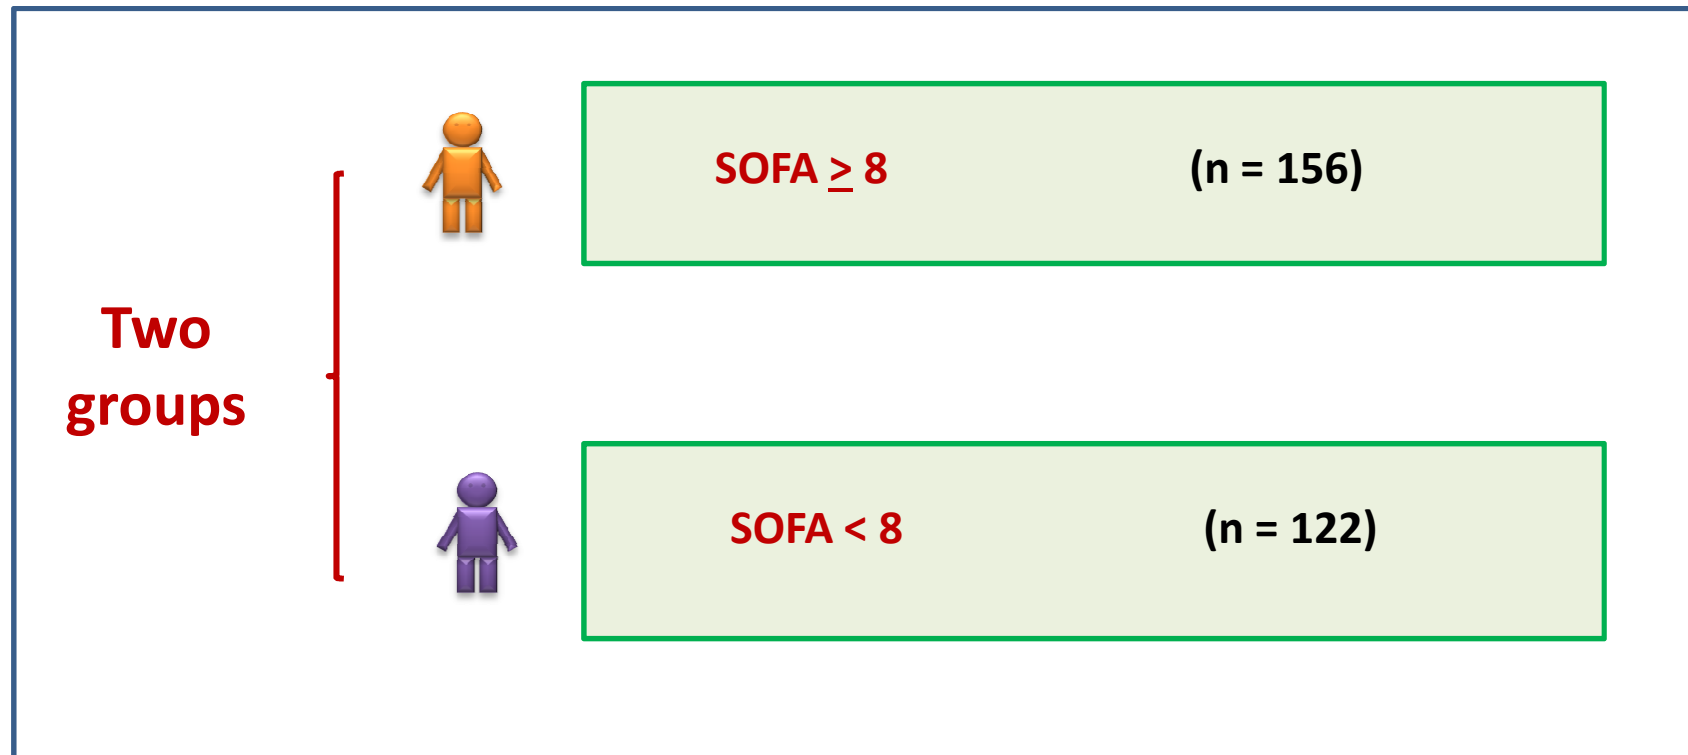 Two
groups
SOFA ≥ 8 (n = 156)
SOFA < 8 (n = 122)